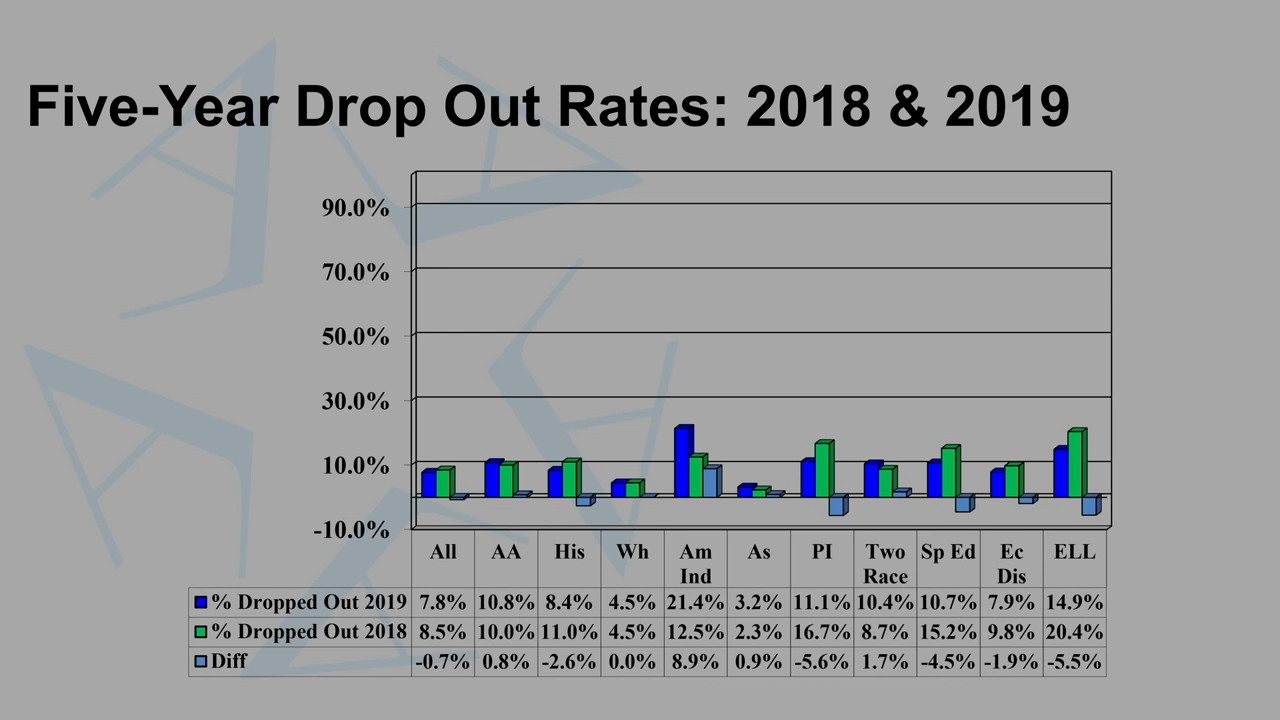 Five-Year Drop Out Rates: 2018 & 2019
90.0%
70.0%
50.0%
30.0%
10.0%
-10.0%
All AA His Wh Am Ind As PI Two Race Sp Ed Ec Dis ELL
% Dropped Out 2019 7.8% 10.8% 8.4% 4.5% 21.4% 3.2% 11.1% 10.4% 10.7% 7.9% 14.9%
% Dropped Out 2018 8.5% 10.0% 11.0% 4.5% 12.5% 2.3% 16.7% 8.7% 15.2% 9.8% 20.4%
Diff -0.7% 0.8% -2.6% 0.0% 8.9% 0.9% -5.6% 1.7% -4.5% -1.9% -5.5%